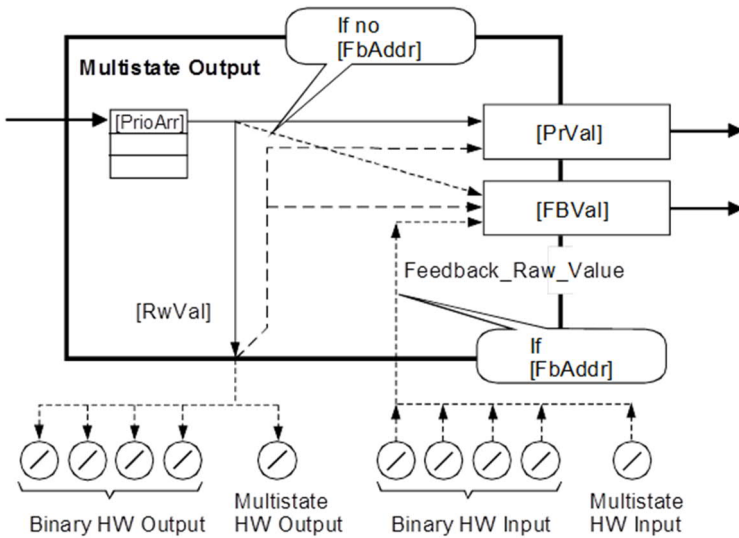 If no
[FbAddr]
Multistate Output
[PrioArr]
[PrVal]
[FBVal]
Feedback_Raw_Value
[RwVal]
If
[FbAddr]
Binary HW Output
Multistate
HW Output
Binary HW Input
Multistate
HW Input